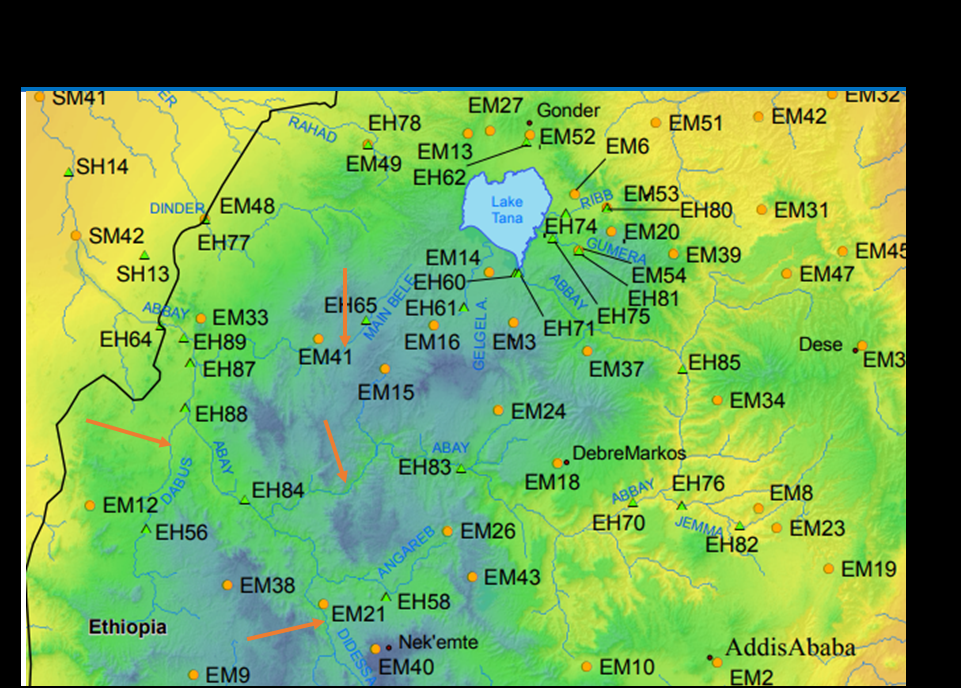 SM41
ER
EM32
EM27
Gonder
EM42
RAHAD
EH78
EM51
EM52
EM6
EM13
EM49
SH14
EH62
Lake
Tana
RIBB
EM53
EM48
DINDER
EH80
EM31
SM42
EH77
EH74
EM20
GUMERA
EM39
EM45
EM14
SH13
EM54
EM47
EH60
ABBAY
EH81
EH65
MAIN BELE
EH61
ABBAY
EM33
EH75
GELGEL A.
EH71
EH64
EH89
EM16
EM3
Dese
EM41
EM3
EH87
EM37
EH85
EM15
EM34
EH88
EM24
ABAY
DebreMarkos
ABAY
EH83
DABUS
EM18
EH76
EH84
ABBAY
EM8
EM12
EH70
JEMMA
EM23
EH56
EM26
EH82
ANGAREB
EM19
EM43
EM38
EH58
EM21
Ethiopia
DIDESSA
Nek'emte
AddisAbaba
EM40
EM10
EM9
EM2